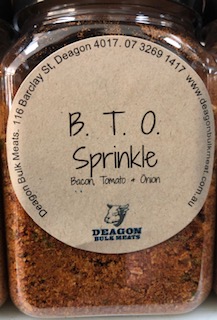 Deagon Bulk Meats. 116 Barclay St, Deagon 4017. 07 3269 1417 www.deagonbulkmeat.com.au
B. T. O.
Sprinkle
Bacon, Tomato + Onion
DEAGON
BULK MEATS